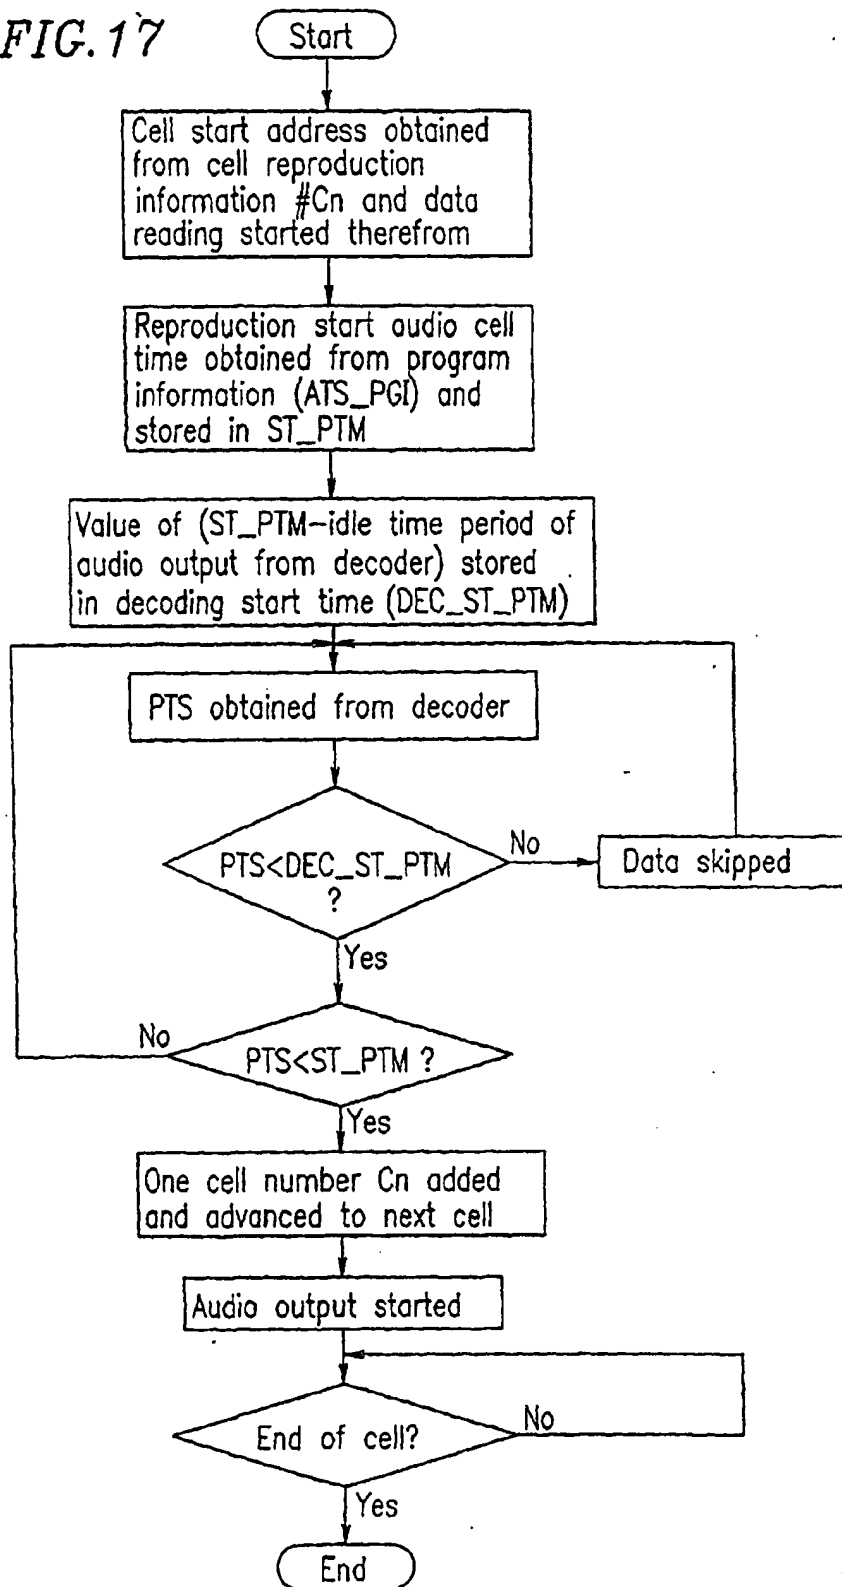 FIG.17
Start
Cell start address obtained
from cell reproduction
information #Cn and data
reading started therefrom
Reproduction start audio cell
time obtained from program
information (ATS_PGI) and
stored in ST_PTM
Value of (ST_PTM-idle time period of
audio output from decoder) stored
in decoding start time (DEC_ST_PTM)
PTS obtained from decoder
PTS<DEC_ST_PTM
?
No
Data skipped
Yes
No
PTS<ST_PTM ?
Yes
One cell number Cn added
and advanced to next cell
Audio output started
End of cell?
No
Yes
End